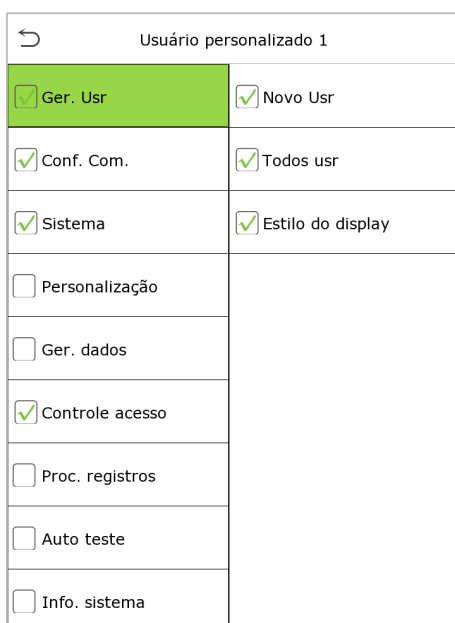 Usuário personalizado 1
Ger. Usr
Novo Usr
Conf. Com.
Todos usr
Sistema
Estilo do display
Personalização
Ger. dados
Controle acesso
Proc. registros
Auto teste
Info. sistema